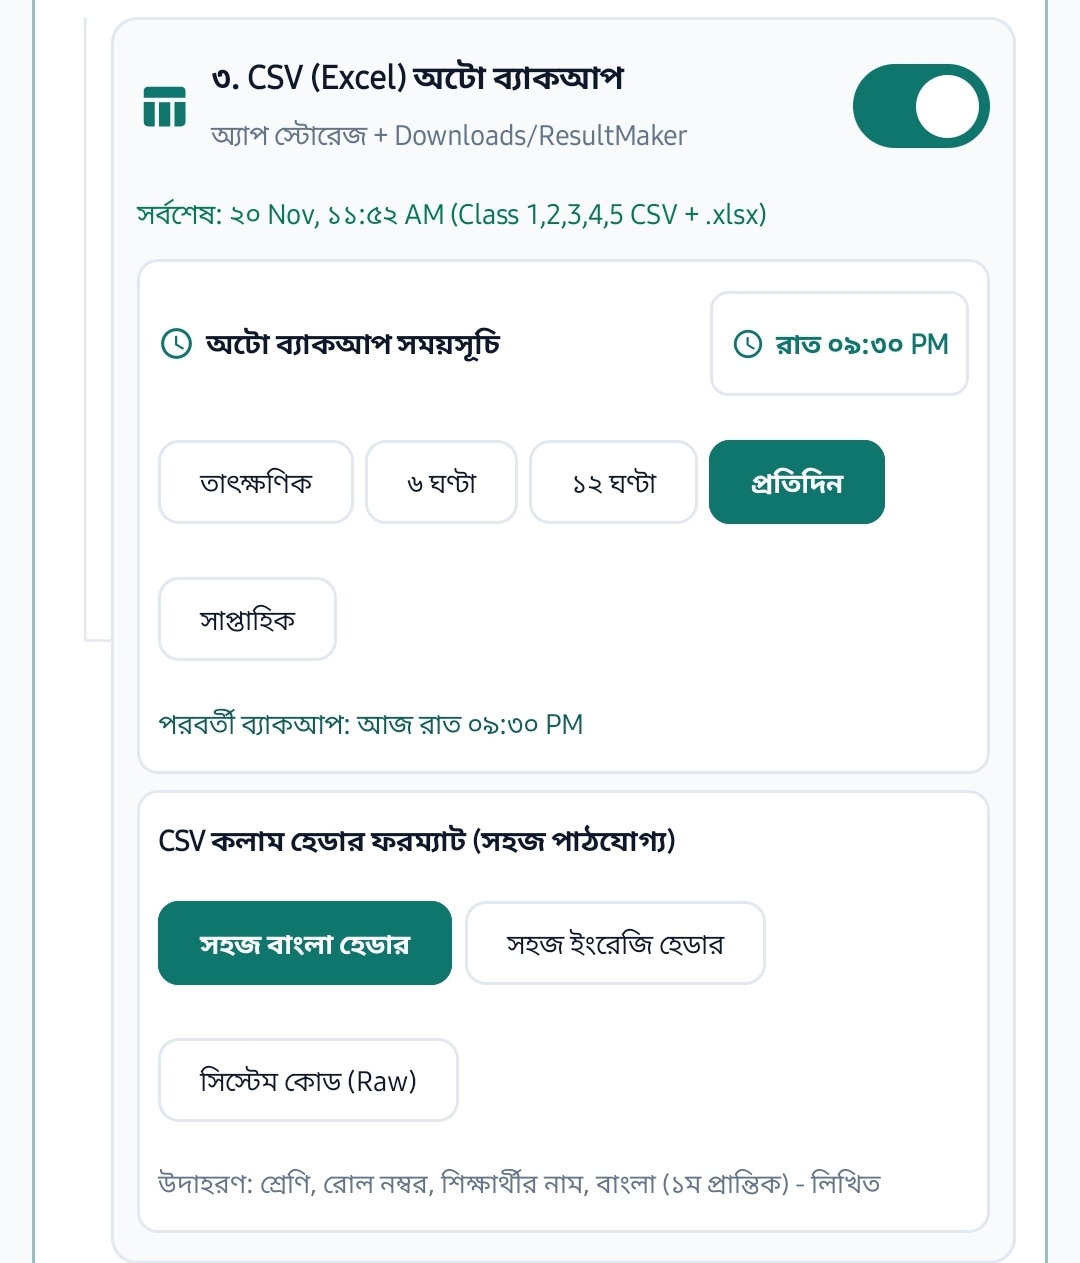 ৩. CSV (Excel) অটো ব্যাকআপ
অ্যাপ স্টোরেজ + Downloads/ResultMaker
সর্বশেষ: ২০ Nov, ১১:৫২ AM (Class 1,2,3,4,5 CSV + .xlsx)
অটো ব্যাকআপ সময়সূচি
রাত ০৯:৩০ PM
তাৎক্ষণিক
৬ ঘণ্টা
১২ ঘণ্টা
প্রতিদিন
সাপ্তাহিক
পরবর্তী ব্যাকআপ: আজ রাত ০৯:৩০ PM
CSV কলাম হেডার ফরম্যাট (সহজ পাঠযোগ্য)
সহজ বাংলা হেডার
সহজ ইংরেজি হেডার
সিস্টেম কোড (Raw)
উদাহরণ: শ্রেণি, রোল নম্বর, শিক্ষার্থীর নাম, বাংলা (১ম প্রান্তিক) - লিখিত